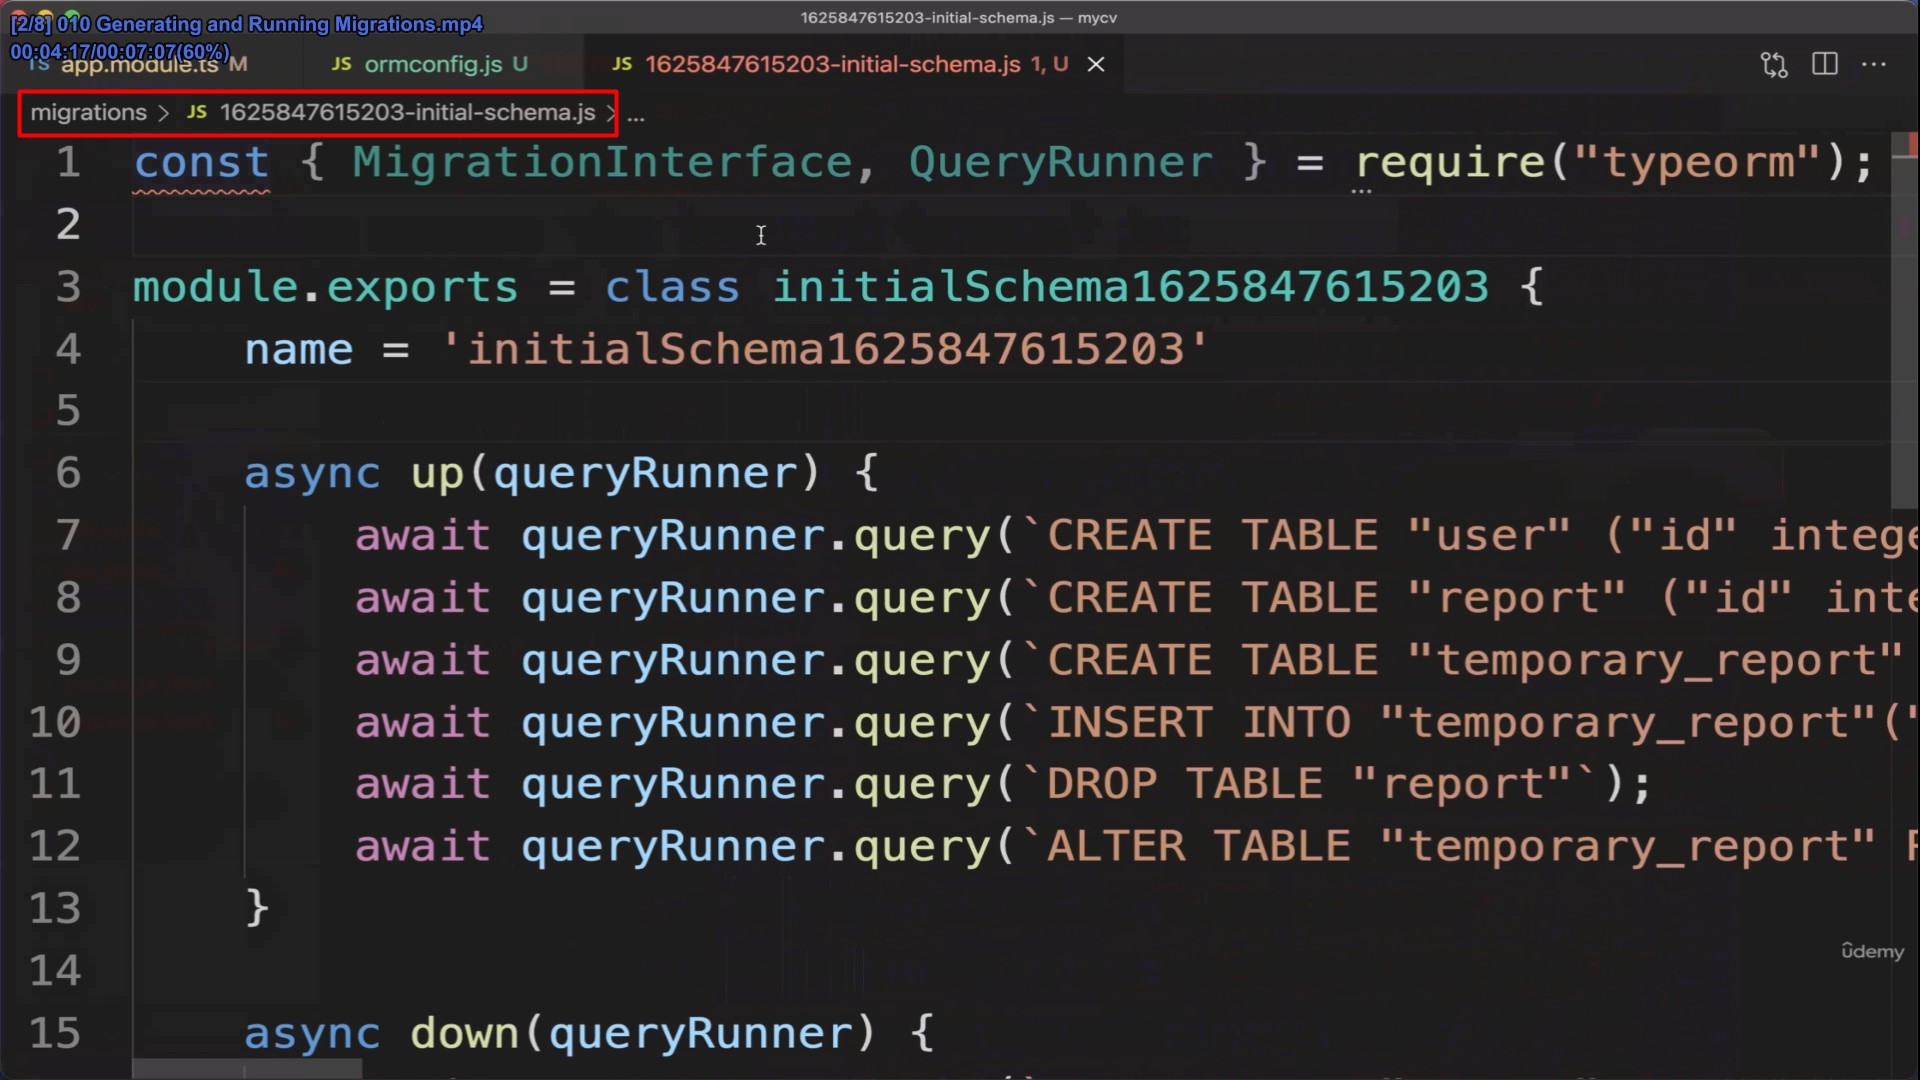 1625847615203-initial-schema.js — mycv
[2/8] 010 Generating and Running Migrations.mp4
00:04:17/00:07:07(60%)
TS app.module.ts M
JS ormconfig.js U
JS 1625847615203-initial-schema.js 1, U
migrations > JS 1625847615203-initial-schema.js > ...
1 const { MigrationInterface, QueryRunner } = require("typeorm");
2
3 module.exports = class initialSchema1625847615203 {
4 name = 'initialSchema1625847615203'
5
6 async up(queryRunner) {
7 await queryRunner.query(`CREATE TABLE "user" ("id" intege
8 await queryRunner.query(`CREATE TABLE "report" ("id" inte
9 await queryRunner.query(`CREATE TABLE "temporary_report"
10 await queryRunner.query(`INSERT INTO "temporary_report"("
11 await queryRunner.query(`DROP TABLE "report"`);
12 await queryRunner.query(`ALTER TABLE "temporary_report" R
13 }
14
15 async down(queryRunner) {
ûdemy